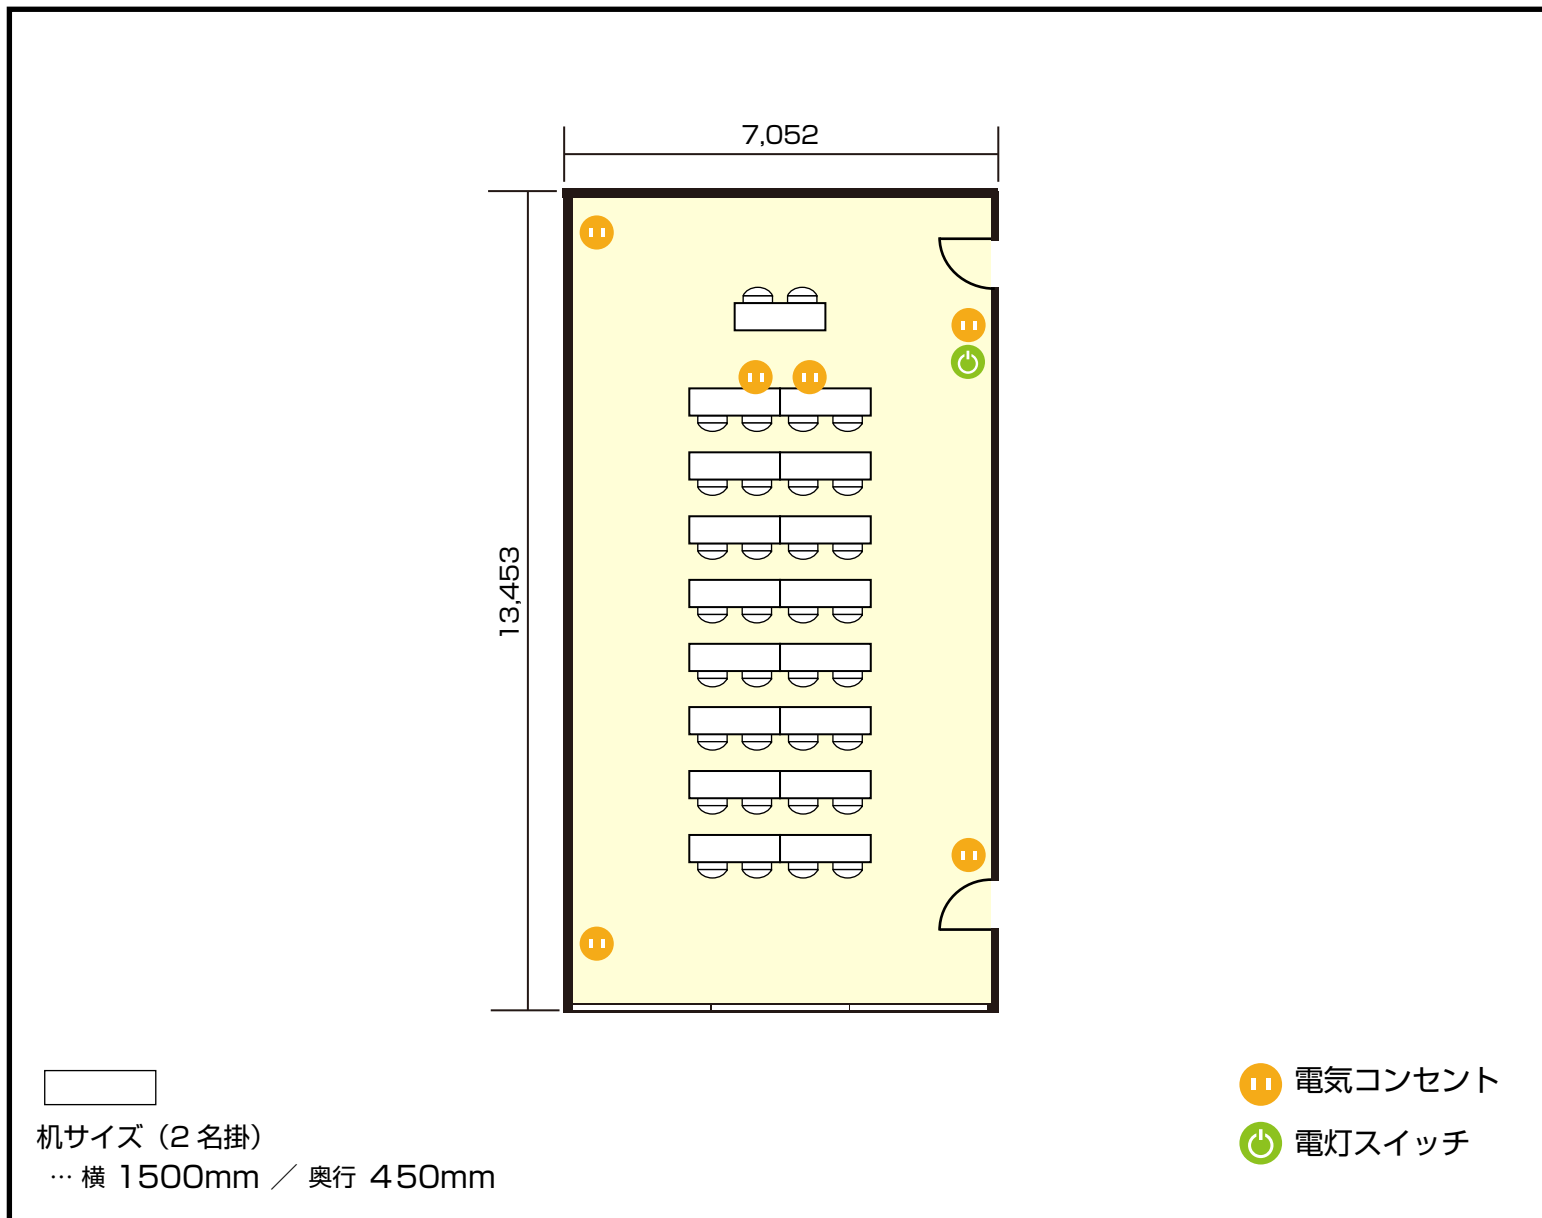 7,052
13,453
机サイズ（2 名掛）
… 横 1500mm ／ 奥行 450mm
電気コンセント
電灯スイッチ